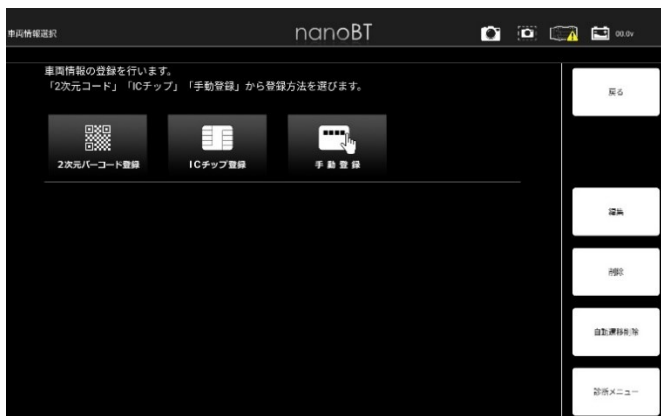 車両情報選択
nanoBT
00.0v
車両情報の登録を行います。
「2次元コード」「ICチップ」「手動登録」から登録方法を選びます。
2次元バーコード登録
ICチップ登録
手動登録
戻る
編集
削除
自動遷移削除
診断メニュー